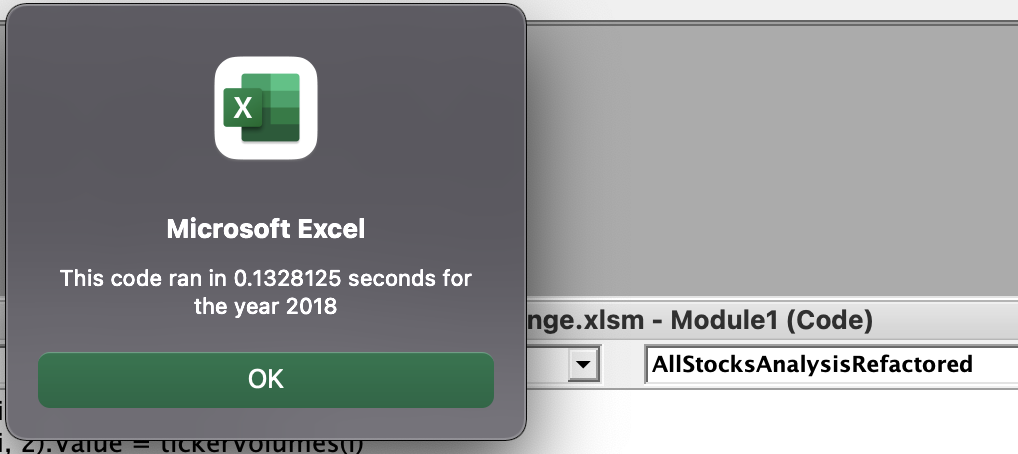 X
Microsoft Excel
This code ran in 0.1328125 seconds for
the year 2018
OK
nge.xlsm - Module1 (Code)
AllStocksAnalysisRefactored
i, 2).Value = tickerVolumes(i)